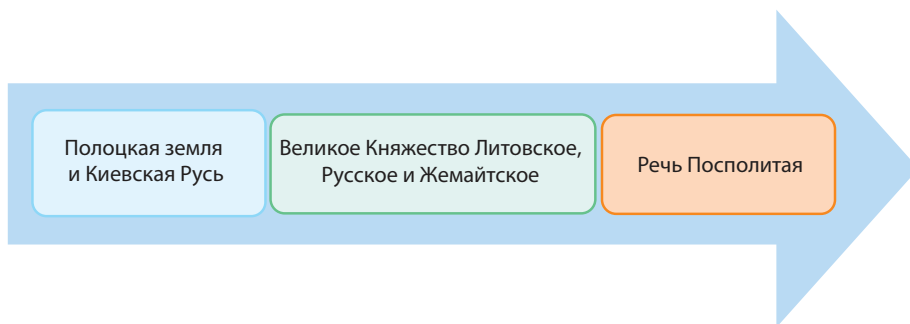 Полоцкая земля
и Киевская Русь
Великое Княжество Литовское,
Русское и Жемайтское
Речь Посполитая